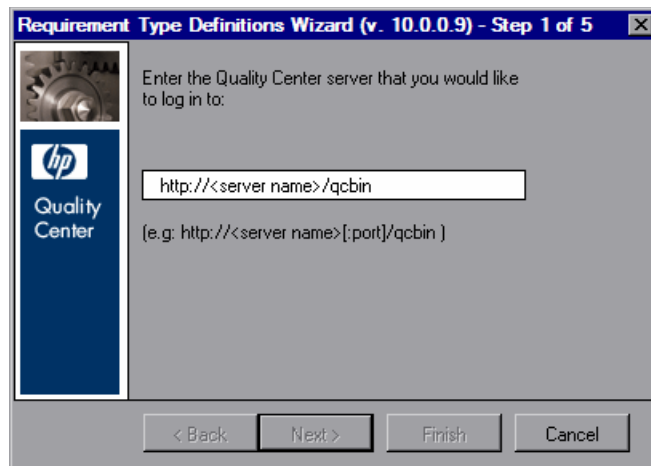 Requirement Type Definitions Wizard (v. 10.0.0.9) - Step 1 of 5
Enter the Quality Center server that you would like
to log in to:
hp
http://<server name>/qcbin
Quality
Center
(e.g: http://<server name>[:port]/qcbin )
< Back
Next >
Finish
Cancel